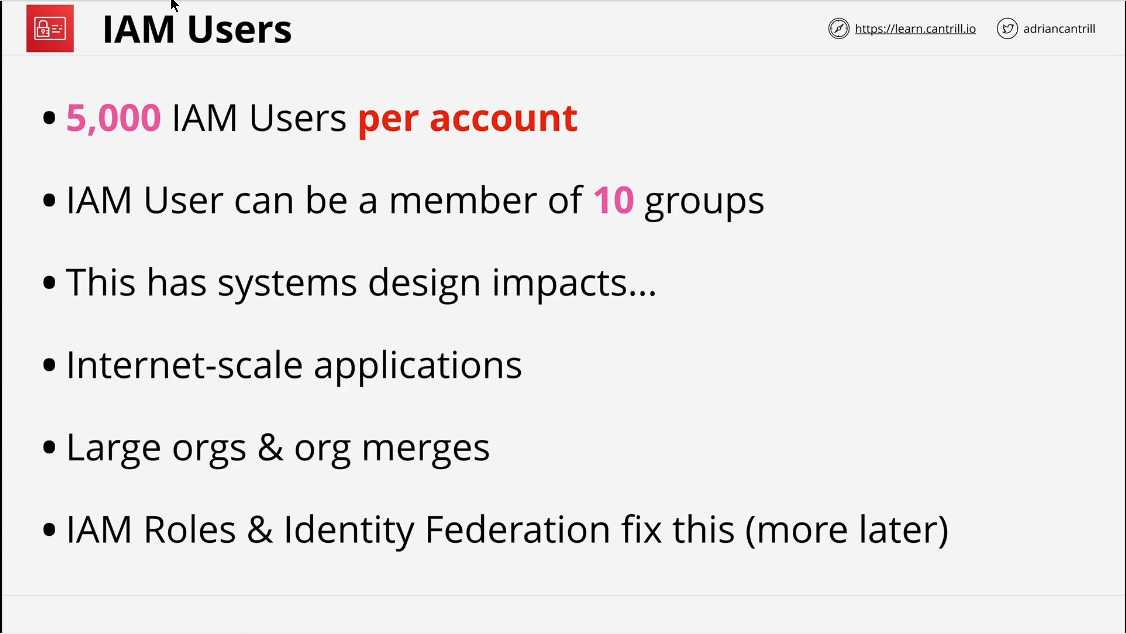 IAM Users
https://learn.cantrill.io
adriancantrill
• 5,000 IAM Users per account
• IAM User can be a member of 10 groups
• This has systems design impacts...
• Internet-scale applications
• Large orgs & org merges
• IAM Roles & Identity Federation fix this (more later)